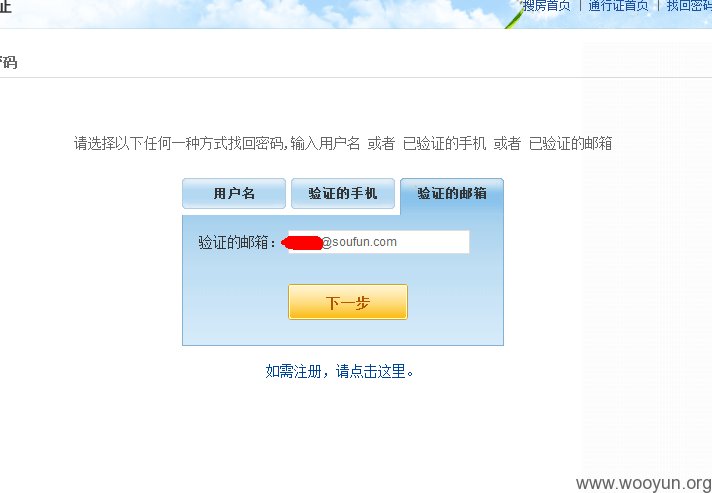 搜房首页 | 通行证首页 | 找回密码
密码
请选择以下任何一种方式找回密码,输入用户名 或者 已验证的手机 或者 已验证的邮箱
用户名 验证的手机 验证的邮箱
验证的邮箱： @soufun.com
下一步
如需注册，请点击这里。
www.wooyun.org